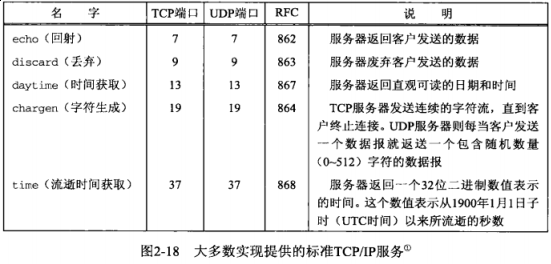 名 字 TCP端口 UDP端口 RFC 说 明
echo（回射） 7 7 862 服务器返回客户发送的数据
discard（丢弃） 9 9 863 服务器废弃客户发送的数据
daytime（时间获取） 13 13 867 服务器返回直观可读的日期和时间
chargen（字符生成） 19 19 864 TCP服务器发送连续的字符流，直到客
户终止连接。UDP服务器则每当客户发送
一个数据报就返送一个包含随机数量
（0~512）字符的数据报
time（流逝时间获取） 37 37 868 服务器返回一个32位二进制数值表示
的时间。这个数值表示从1900年1月1日子
时（UTC时间）以来所流逝的秒数
图2-18 大多数实现提供的标准TCP/IP服务①